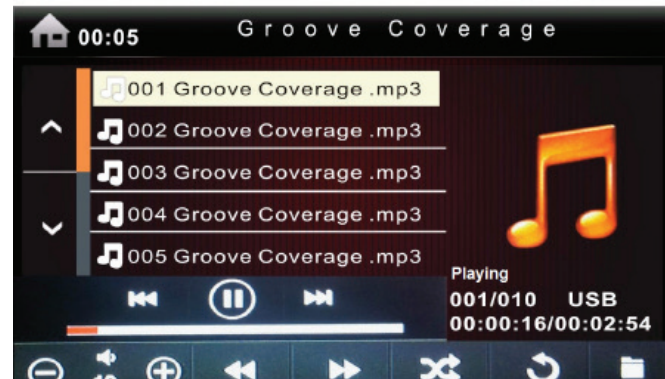 00:05
Groove Coverage
001 Groove Coverage .mp3
002 Groove Coverage .mp3
003 Groove Coverage .mp3
004 Groove Coverage .mp3
005 Groove Coverage .mp3
Playing
001/010 USB
00:00:16/00:02:54